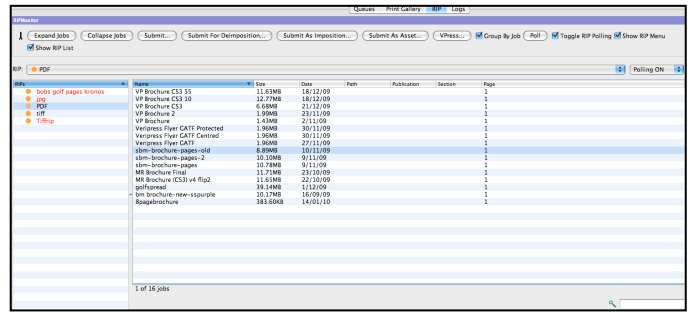 Queues Print Gallery RIP Logs
RIPMonitor
Expand Jobs Collapse Jobs Submit... Submit For Deimposition... Submit As Imposition... Submit As Asset... VPress... Group By Job Poll Toggle RIP Polling Show RIP Menu
Show RIP List
RIP: PDF Polling ON
RIPs Name Size Date Path Publication Section Page
bobs golf pages kronos VP Brochure CS3 55 11.63MB 18/12/09 1
jpg VP Brochure CS3 10 12.77MB 18/12/09 1
PDF VP Brochure CS3 6.68MB 21/12/09 1
tiff VP Brochure 2 1.99MB 23/11/09 1
Tiffrip VP Brochure 1.43MB 2/11/09 1
Veripress Flyer GATF Protected 1.96MB 30/11/09 1
Veripress Flyer GATF Centred 1.96MB 30/11/09 1
Veripress Flyer GATF 1.96MB 27/11/09 1
sbm-brochure-pages-old 8.89MB 10/11/09 1
sbm-brochure-pages-2 10.10MB 9/11/09 1
sbm-brochure-pages 10.78MB 9/11/09 1
MR Brochure Final 11.71MB 23/10/09 1
MR Brochure (CS3) v4 flip2 11.65MB 22/10/09 1
golfspread 39.14MB 1/12/09 1
bm brochure-new-sspurple 10.17MB 16/09/09 1
8pagebrochure 383.60KB 14/01/10 1
1 of 16 jobs